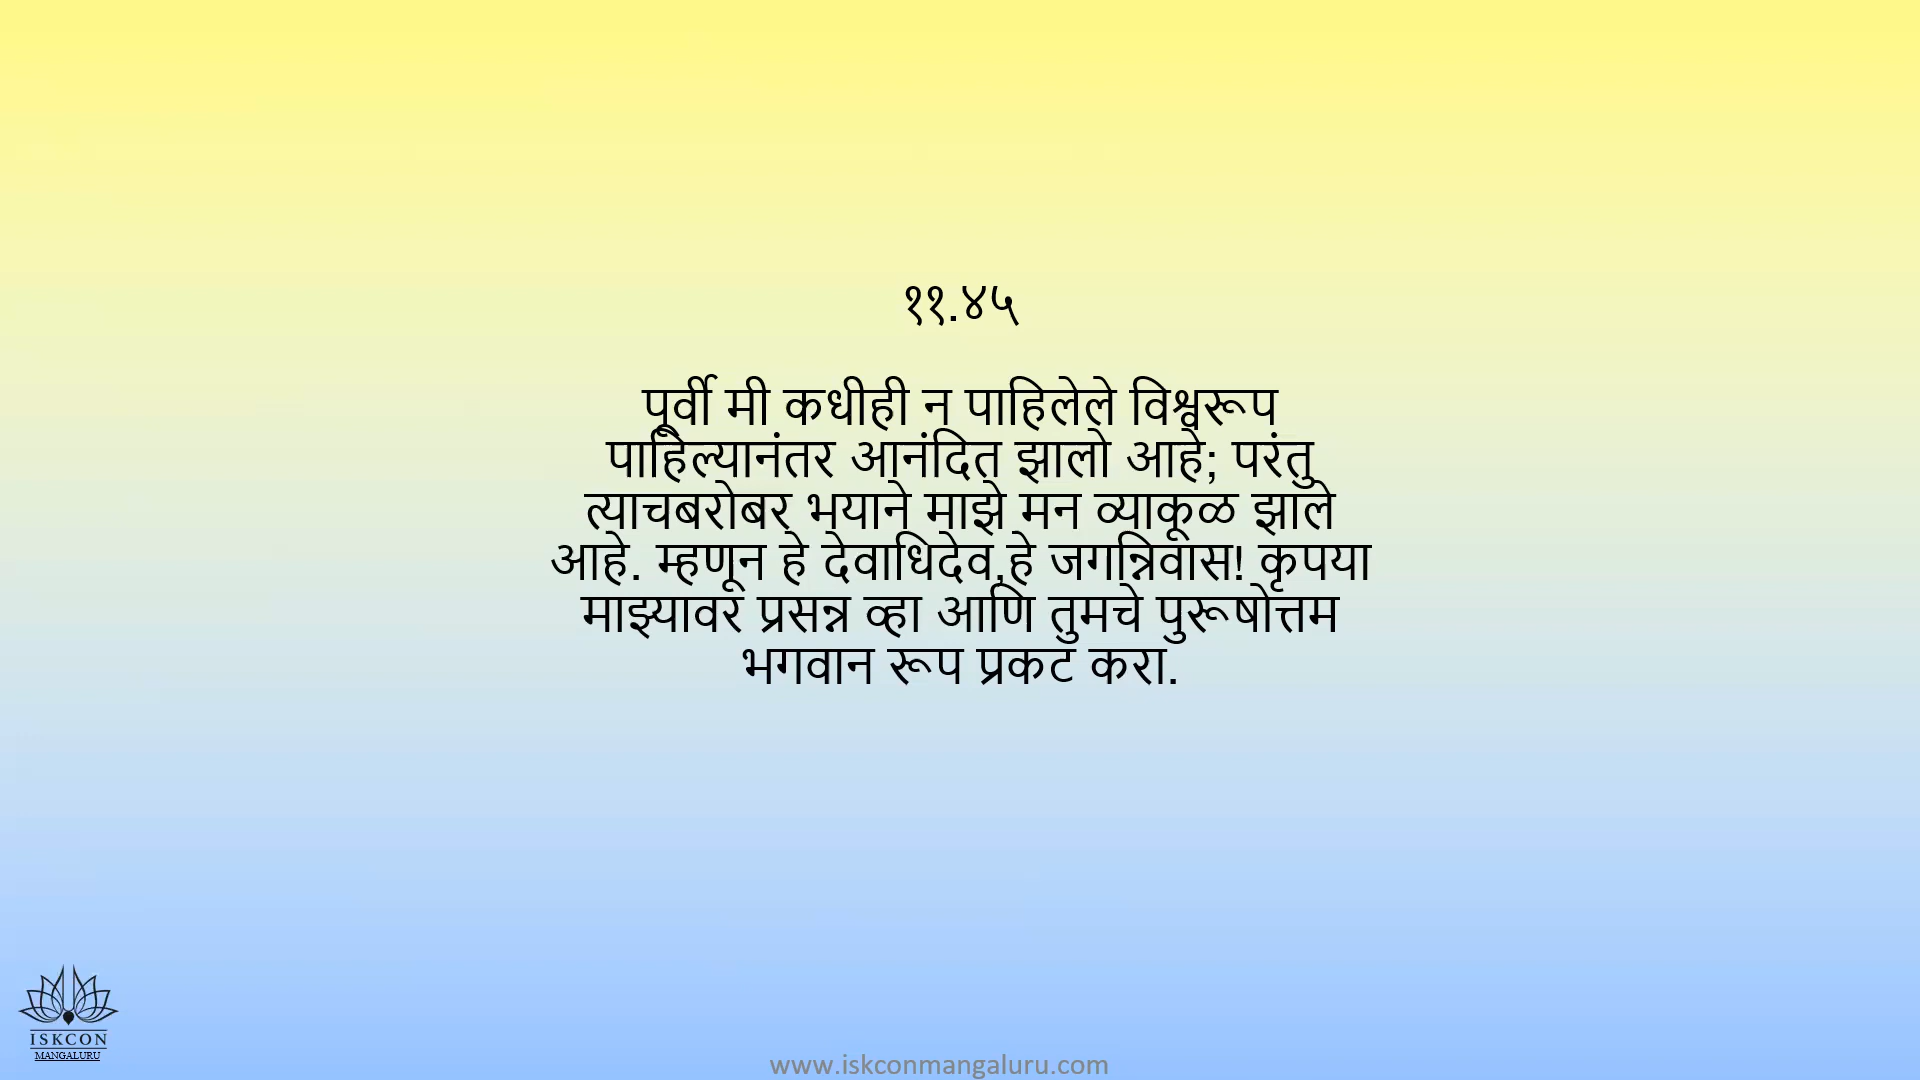 ११.४५
पूर्वी मी कधीही न पाहिलेले विश्वरूप
पाहिल्यानंतर आनंदित झालो आहे; परंतु
त्याचबरोबर भयाने माझे मन व्याकूळ झाले
आहे. म्हणून हे देवाधिदेव,हे जगन्निवास! कृपया
माझ्यावर प्रसन्न व्हा आणि तुमचे पुरूषोत्तम
भगवान रूप प्रकट करा.
ISKCON
MANGALURU
www.iskconmangaluru.com